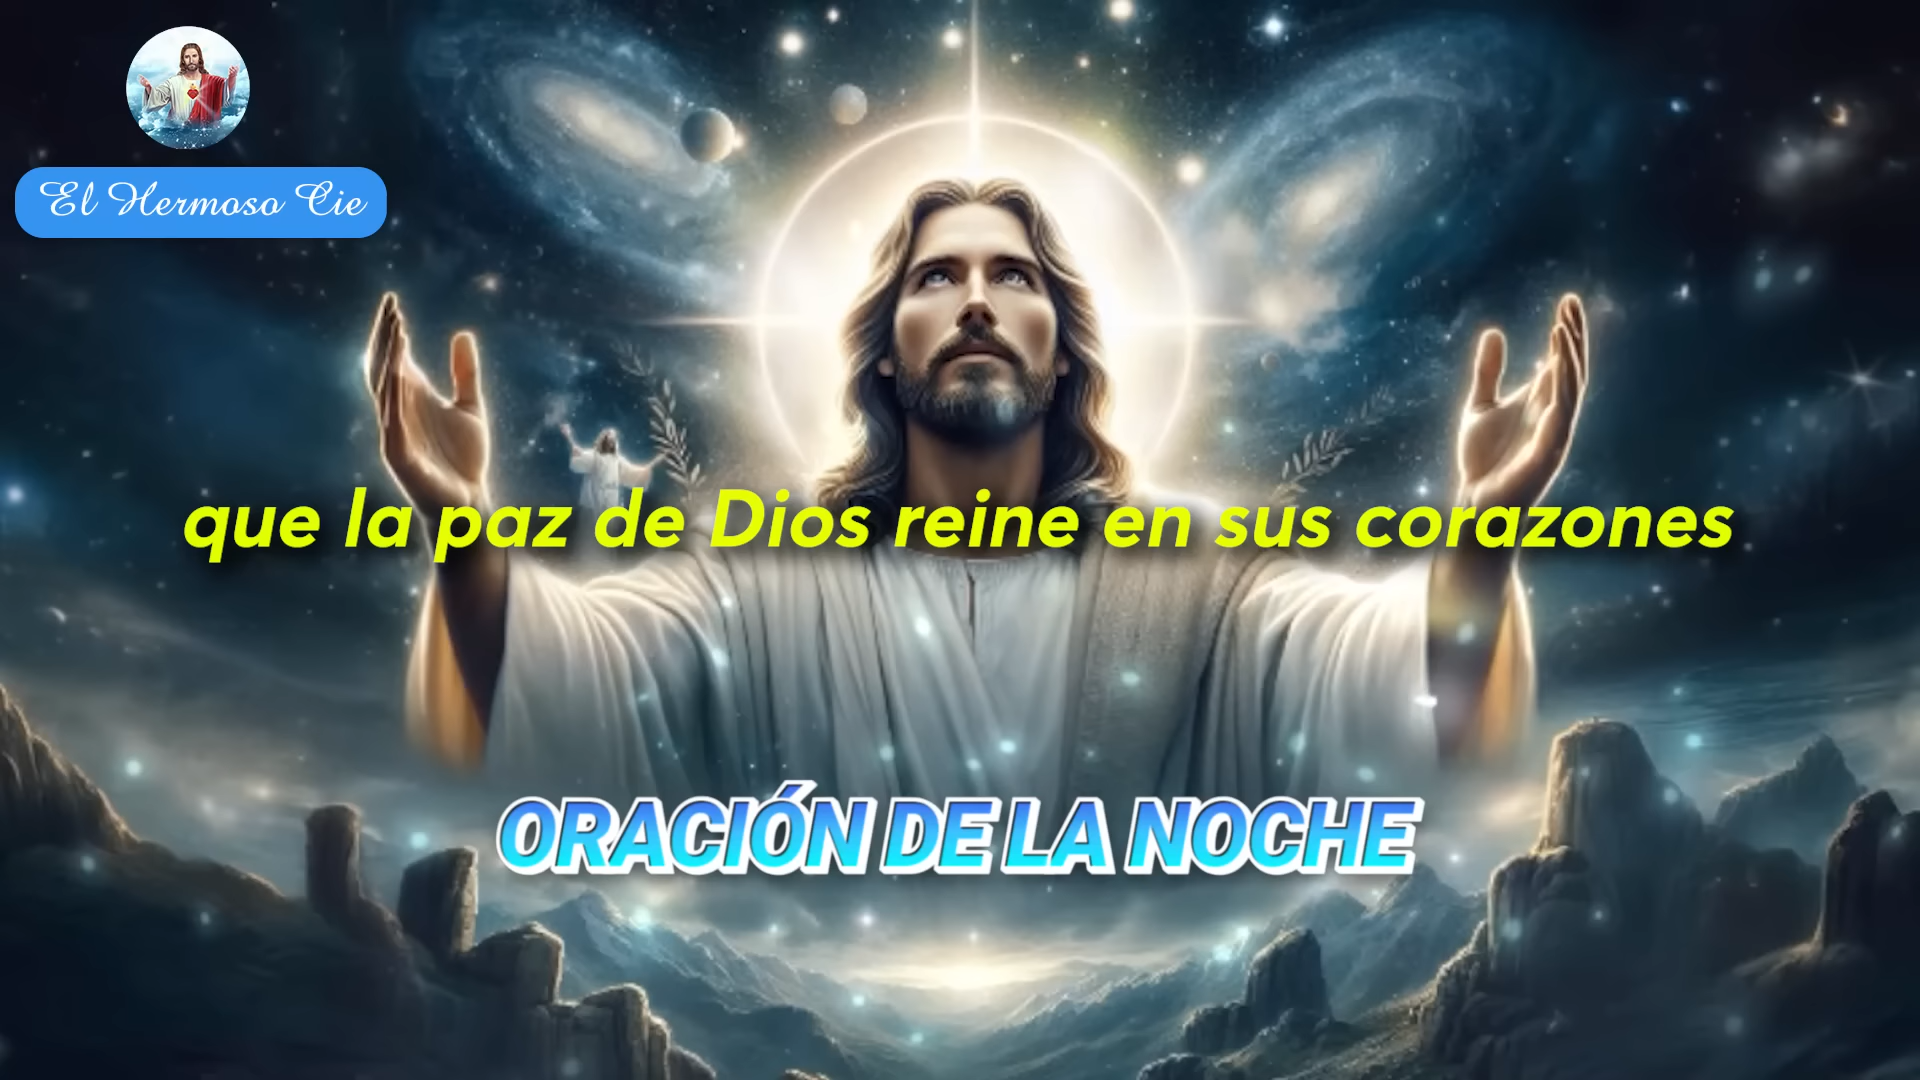 El Hermoso Cie
que la paz de Dios reine en sus corazones
ORACIÓN DE LA NOCHE